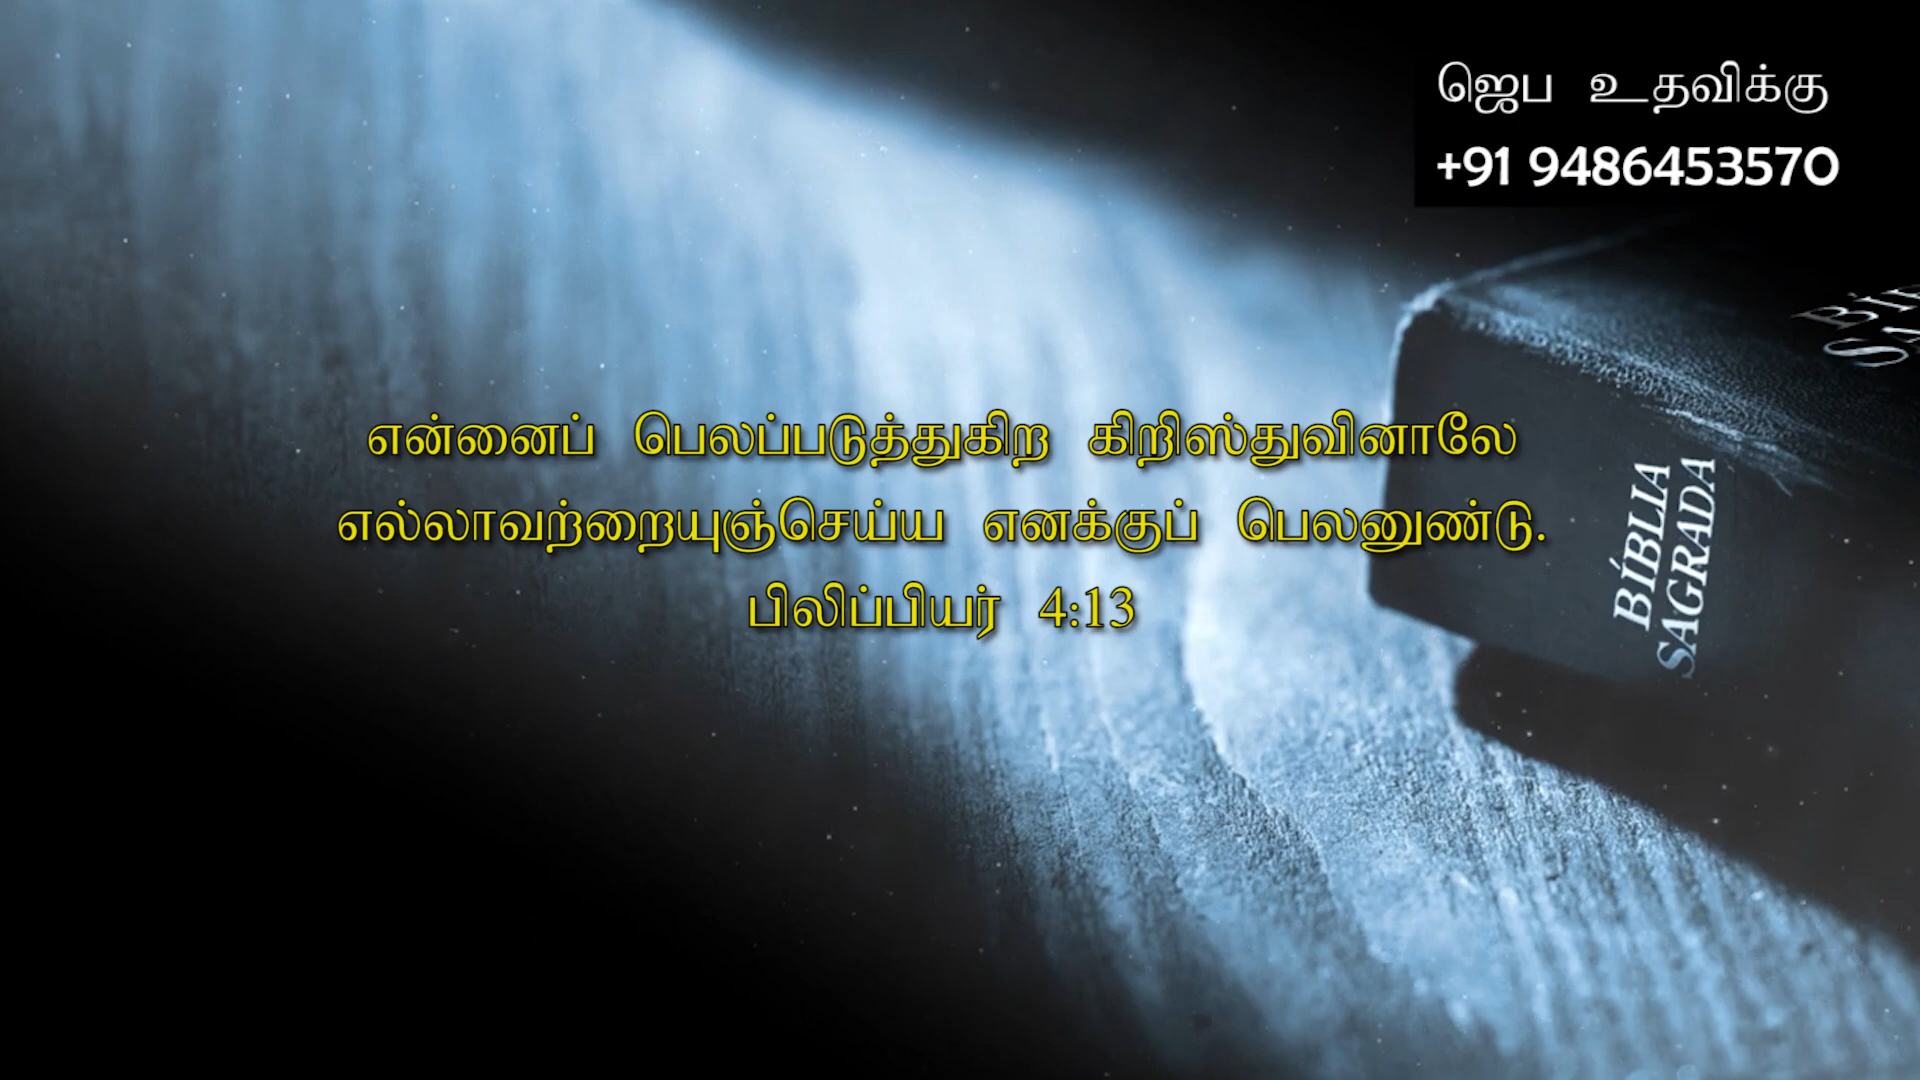 ஜெப உதவிக்கு
+91 9486453570
என்னைப் பெலப்படுத்துகிற கிறிஸ்துவினாலே
எல்லாவற்றையுஞ்செய்ய எனக்குப் பெலனுண்டு.
பிலிப்பியர் 4:13
BÍBLIA
SAGRADA